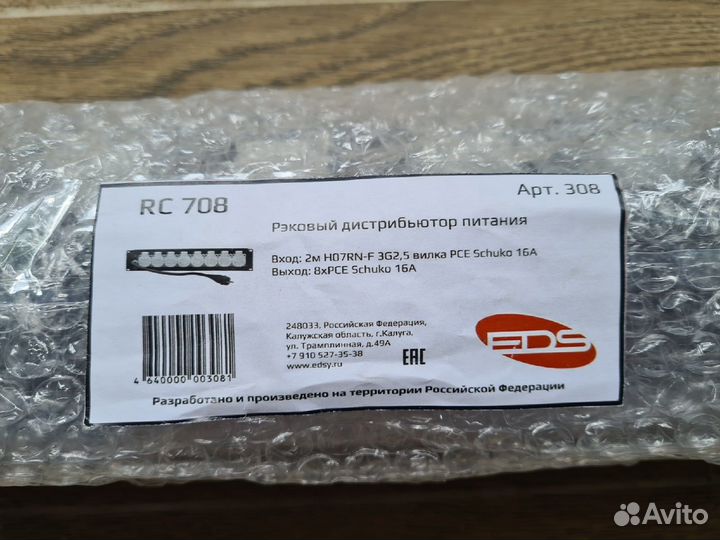 RC 708
Арт. 308
Рэковый дистрибьютор питания
Вход: 2м H07RN-F 3G2,5 вилка PCE Schuko 16A
Выход: 8xPCE Schuko 16A
248033, Российская Федерация,
Калужская область, г.Калуга,
ул. Трамплинная, д.49А
+7 910 527-35-38
www.edsy.ru
EAC
EDS
4 640000 003081
Разработано и произведено на территории Российской Федерации
Avito